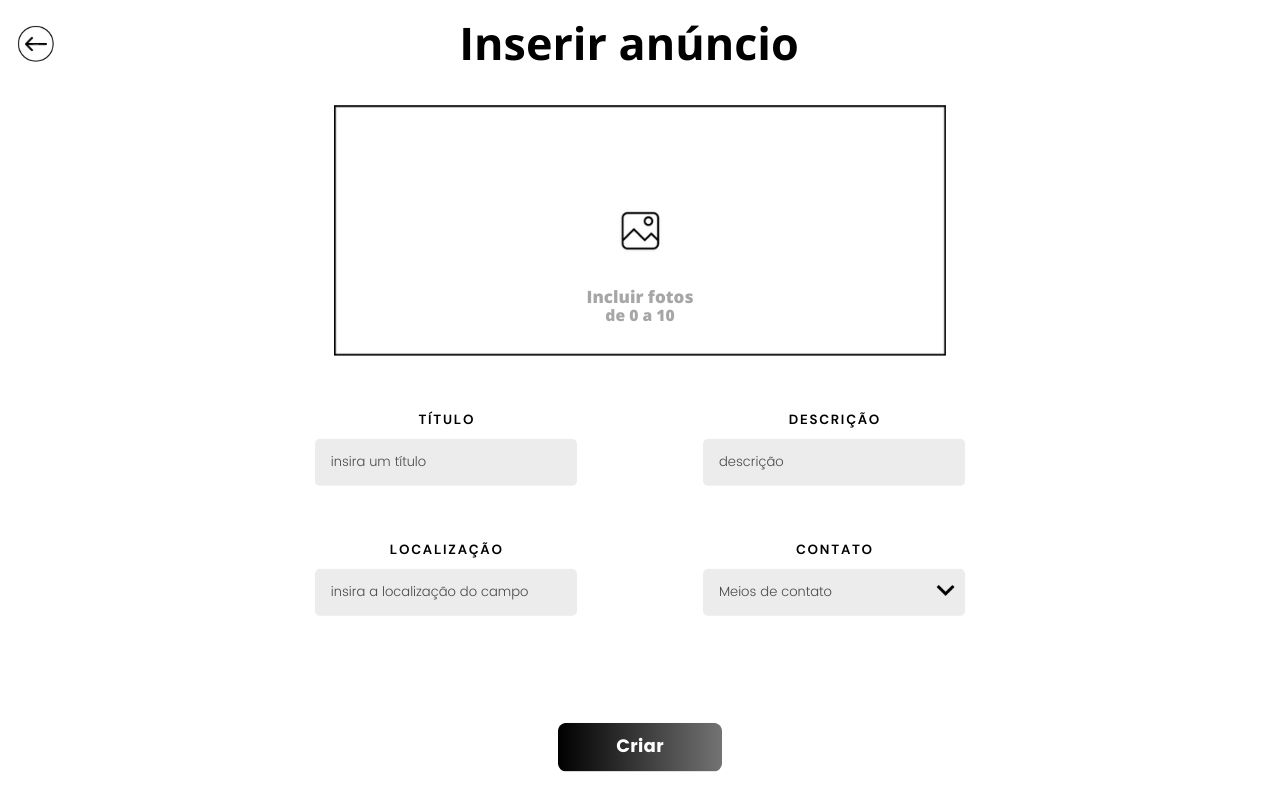 Inserir anúncio
Incluir fotos
de 0 a 10
TÍTULO
insira um título
DESCRIÇÃO
descrição
LOCALIZAÇÃO
insira a localização do campo
CONTATO
Meios de contato
Criar